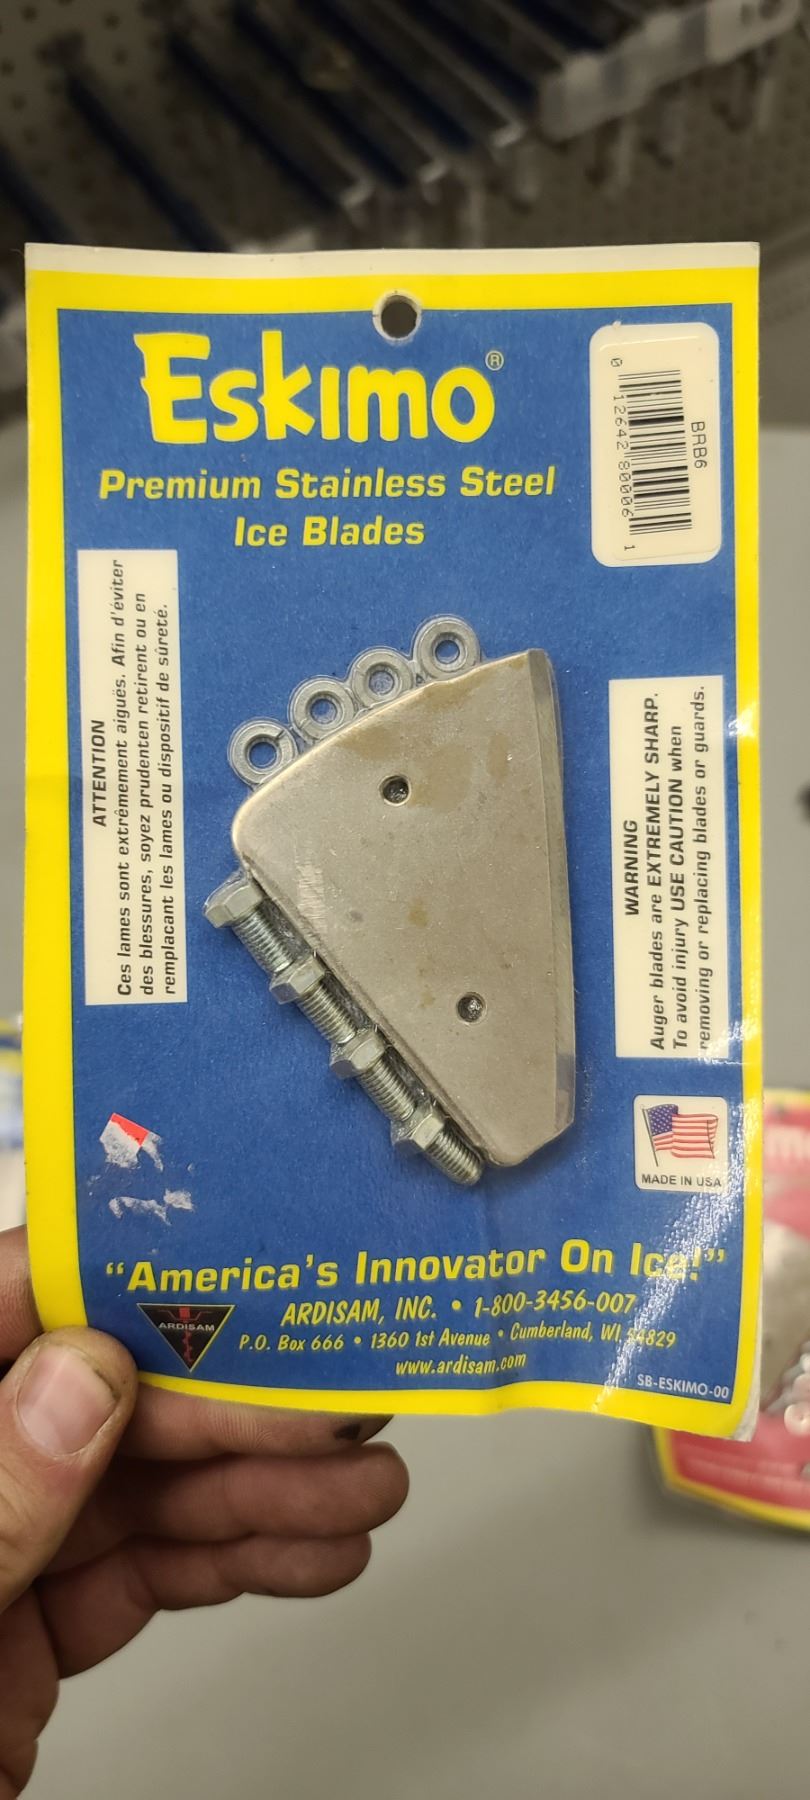 Eskimo®
Premium Stainless Steel
Ice Blades
BRB6
0 12642 80006 1
ATTENTION
Ces lames sont extrêmement aiguës. Afin d'éviter
des blessures, soyez prudenten retirent ou en
remplacant les lames ou dispositif de sûreté.
WARNING
Auger blades are EXTREMELY SHARP.
To avoid injury USE CAUTION when
removing or replacing blades or guards.
MADE IN USA
"America's Innovator On Ice!"
ARDISAM
ARDISAM, INC. • 1-800-3456-007
P.O. Box 666 • 1360 1st Avenue • Cumberland, WI 54829
www.ardisam.com
SB-ESKIMO-00